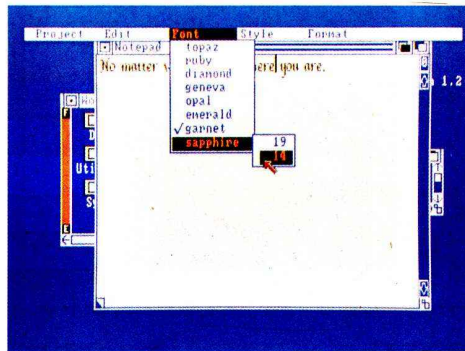 Project Edit Font Style Format
Notepad
topaz
ruby
diamond
geneva
opal
emerald
✓garnet
sapphire
19
14
No matter
here you are.
1.2
Uti
F
E